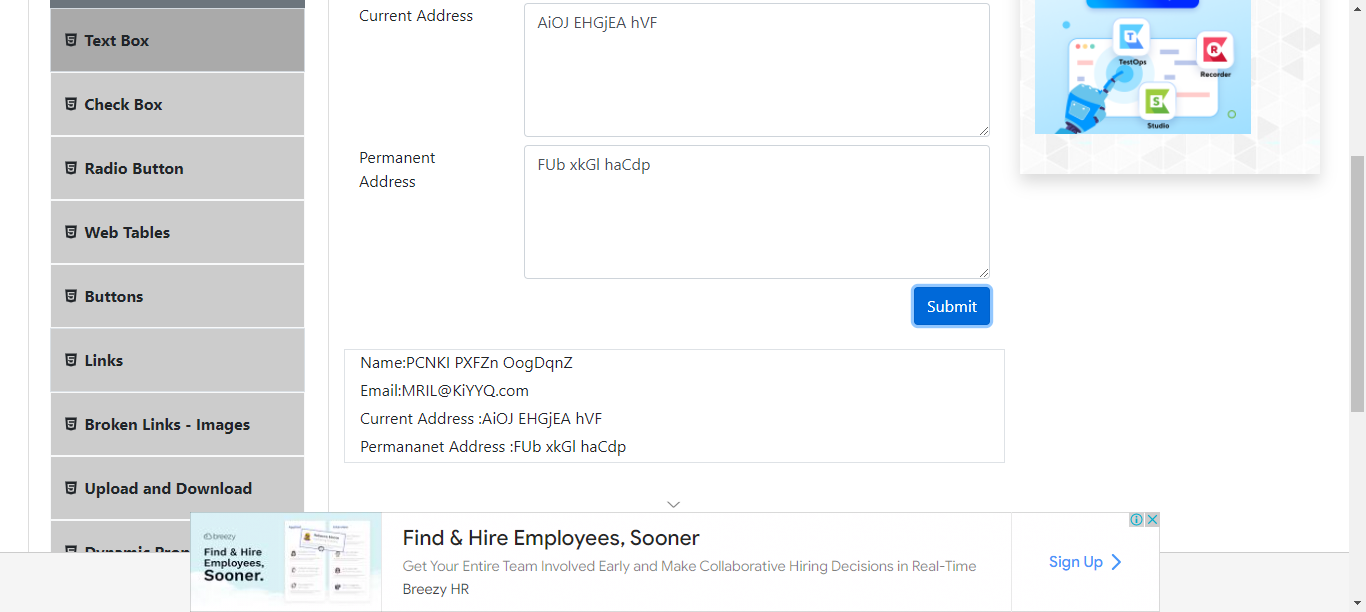 Text Box
Check Box
Radio Button
Web Tables
Buttons
Links
Broken Links - Images
Upload and Download
Current Address
AiOJ EHGjEA hVF
Permanent
Address
FUb xkGl haCdp
Submit
Name:PCNKI PXFZn OogDqnZ
Email:MRIL@KiYYQ.com
Current Address :AiOJ EHGjEA hVF
Permananet Address :FUb xkGl haCdp
TestOps
Recorder
Studio
breezy
Find & Hire
Employees,
Sooner.
Find & Hire Employees, Sooner
Get Your Entire Team Involved Early and Make Collaborative Hiring Decisions in Real-Time
Breezy HR
Sign Up